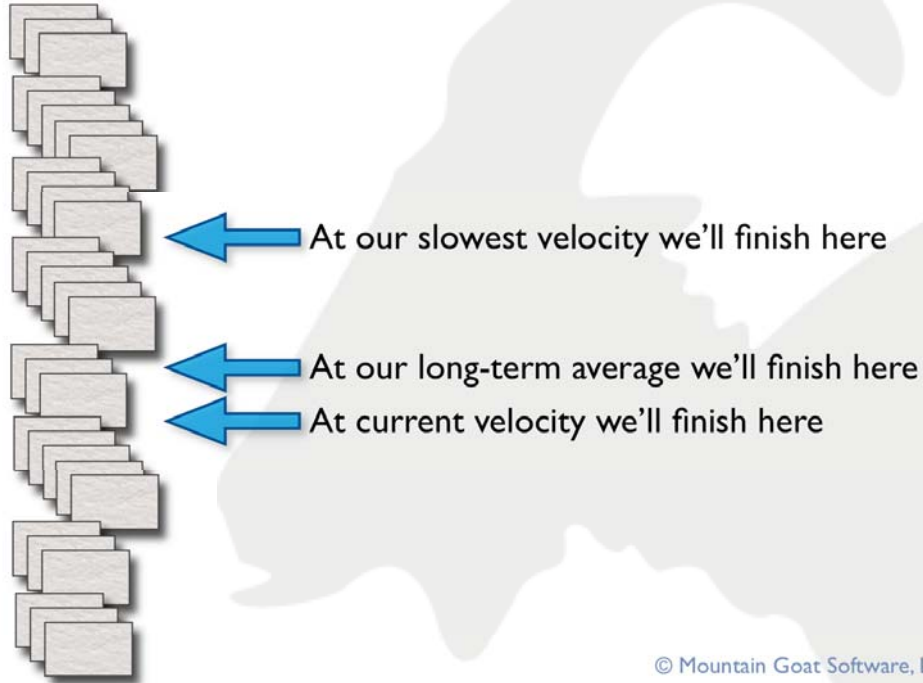 At our slowest velocity we'll finish here
At our long-term average we'll finish here
At current velocity we'll finish here
© Mountain Goat Software,